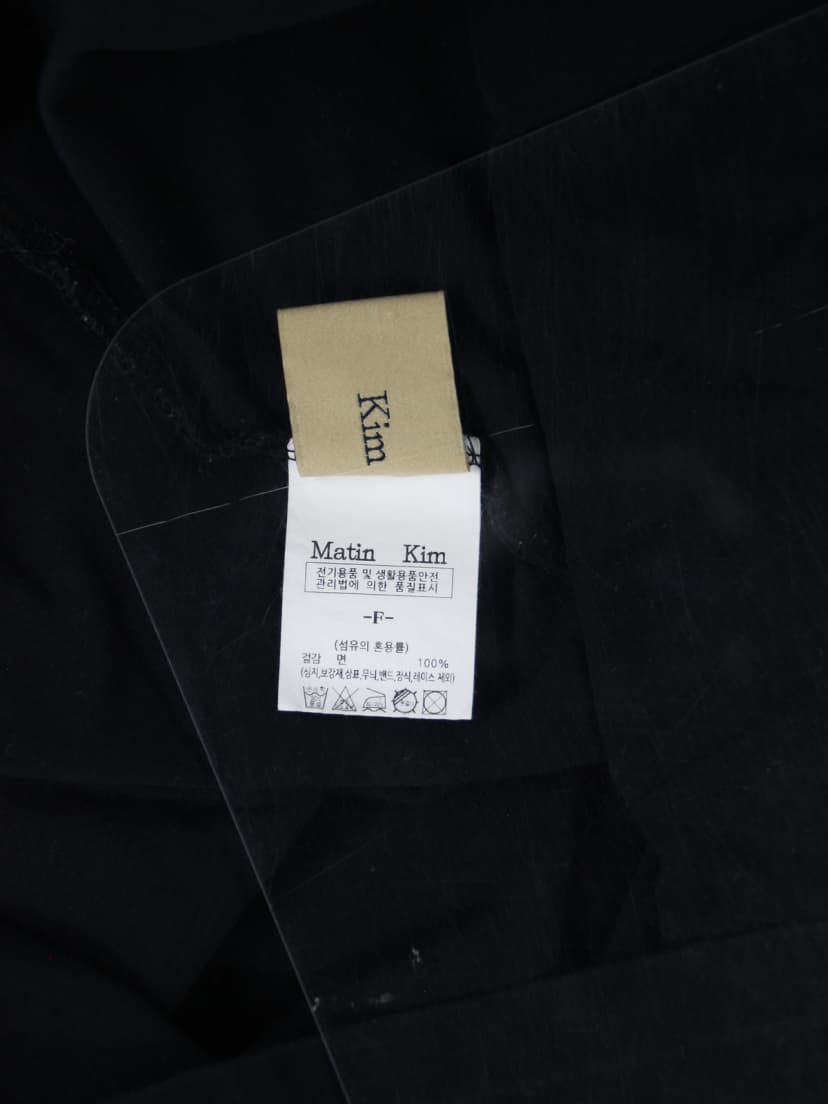 Kim
Matin Kim
전기용품 및 생활용품안전
관리법에 의한 품질표시
-F-
(섬유의 혼용률)
겉감 면 100%
(심지,보강재,상표,무늬,밴드,장식,레이스 제외)